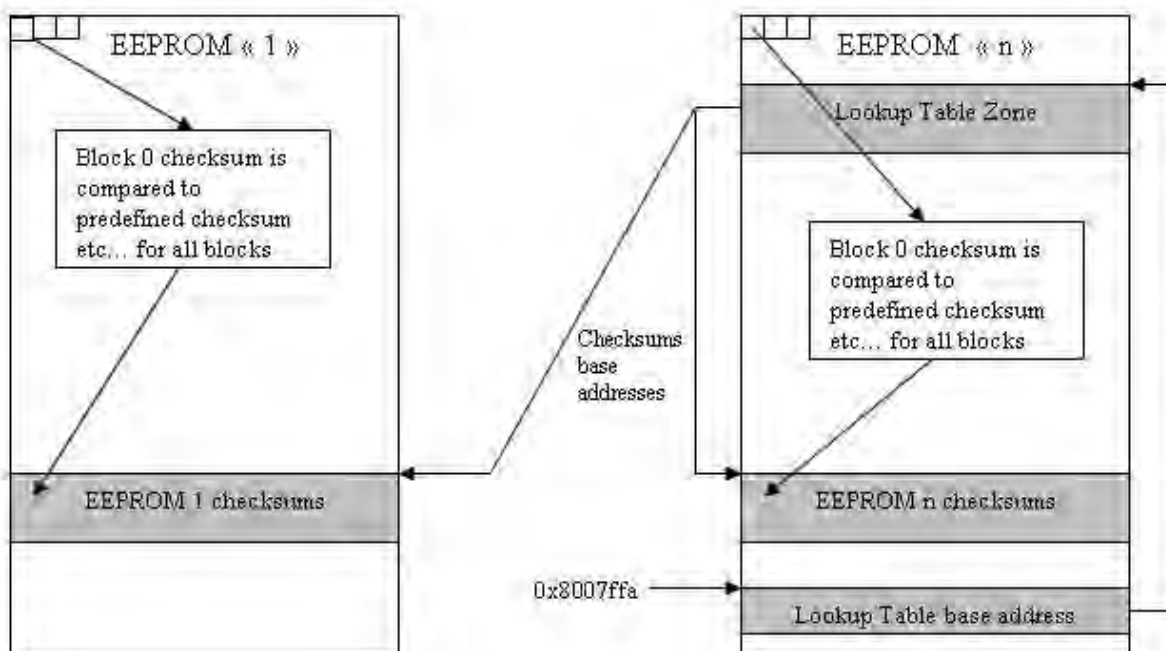 EEPROM « 1 »
Block 0 checksum is
compared to
predefined checksum
etc... for all blocks
EEPROM 1 checksums
Checksums
base
addresses
EEPROM « n »
Lookup Table Zone
Block 0 checksum is
compared to
predefined checksum
etc... for all blocks
EEPROM n checksums
0x8007ffa
Lookup Table base address